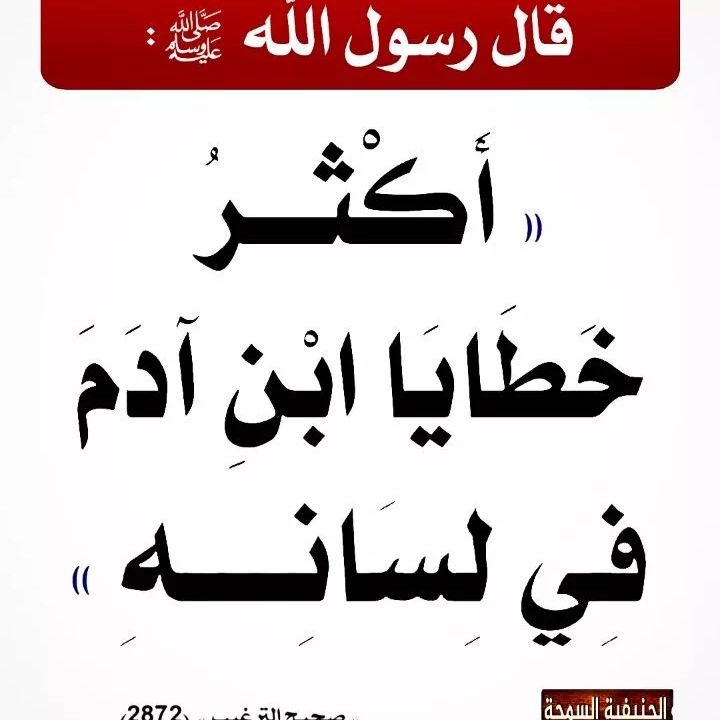 قال رسول الله ﷺ :
(( أَكْثَرُ
خَطَايَا ابْنِ آدَمَ
فِي لِسَانِهِ ))
صحيح الترغيب (2872)
الحنيفية السمحة